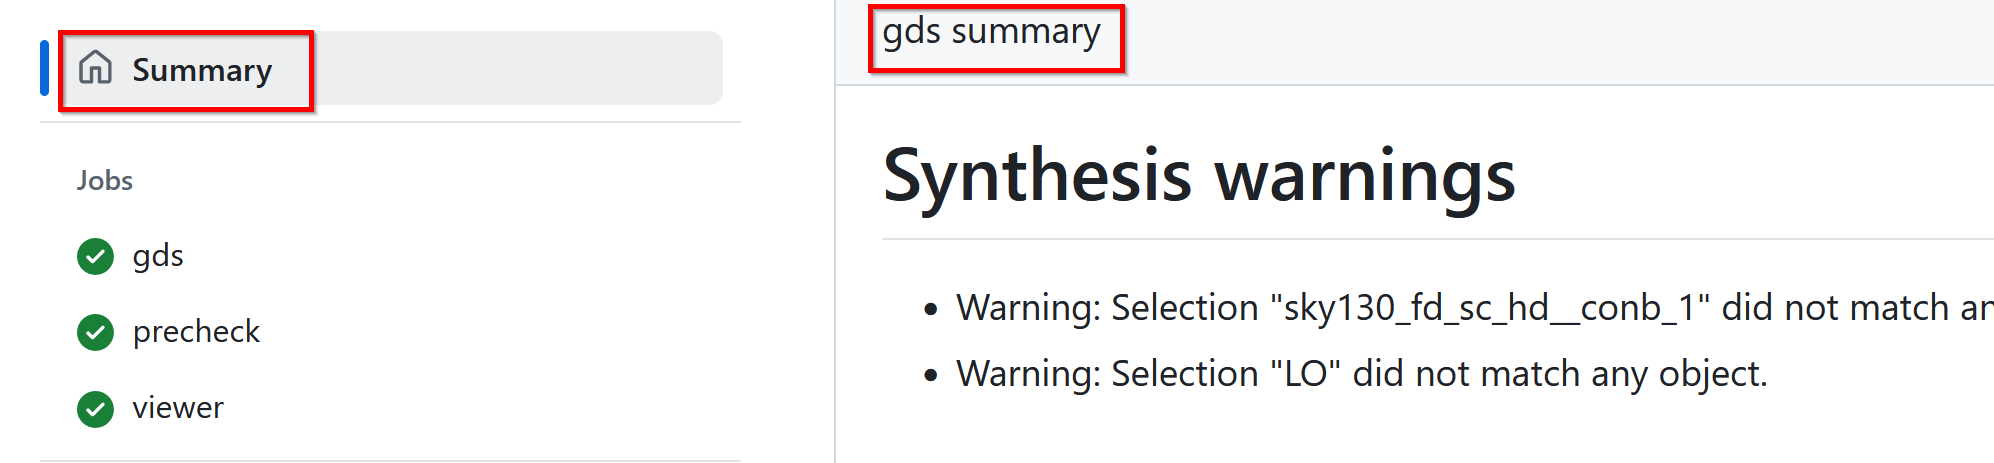 Summary
Jobs
gds
precheck
viewer
gds summary
Synthesis warnings
Warning: Selection "sky130_fd_sc_hd__conb_1" did not match
Warning: Selection "LO" did not match any object.